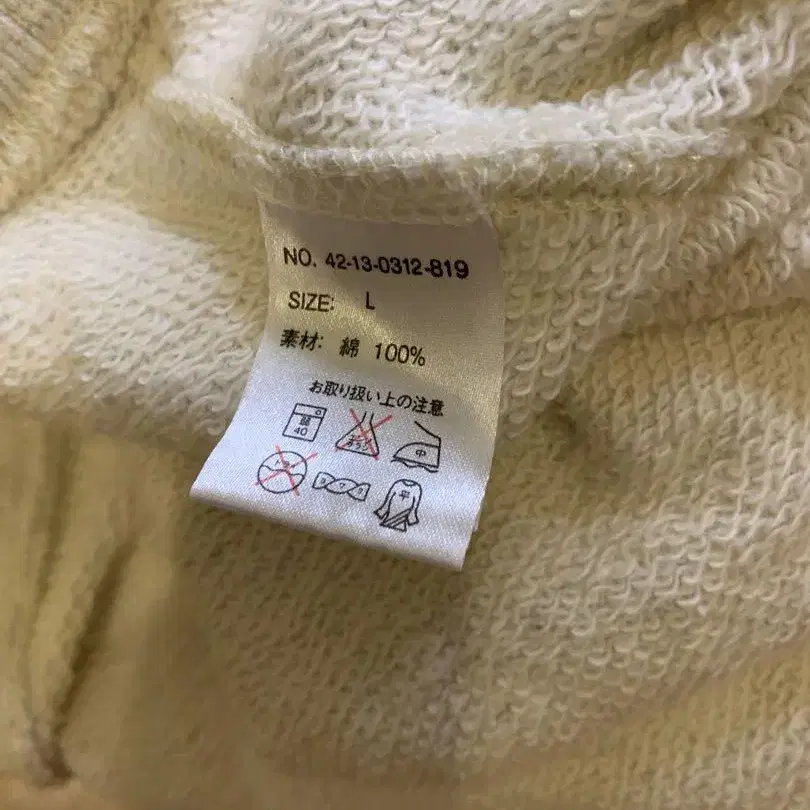 NO. 42-13-0312-819
SIZE: L
素材: 綿 100%
お取り扱い上の注意
40
中
平